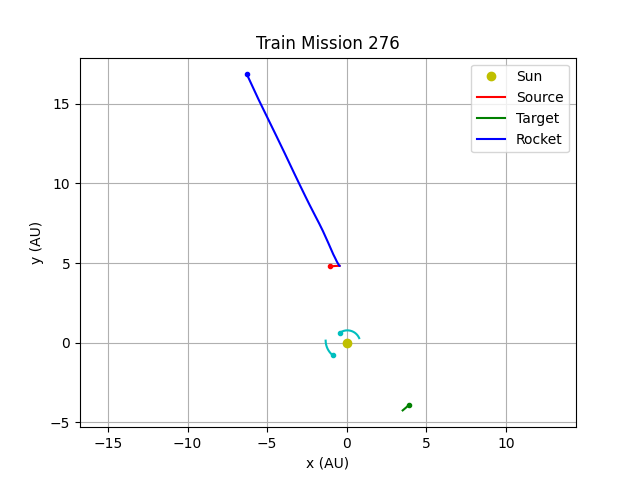 Train Mission 276
Sun
Source
Target
Rocket
15
10
5
0
−5
−15
−10
−5
0
5
10
y (AU)
x (AU)